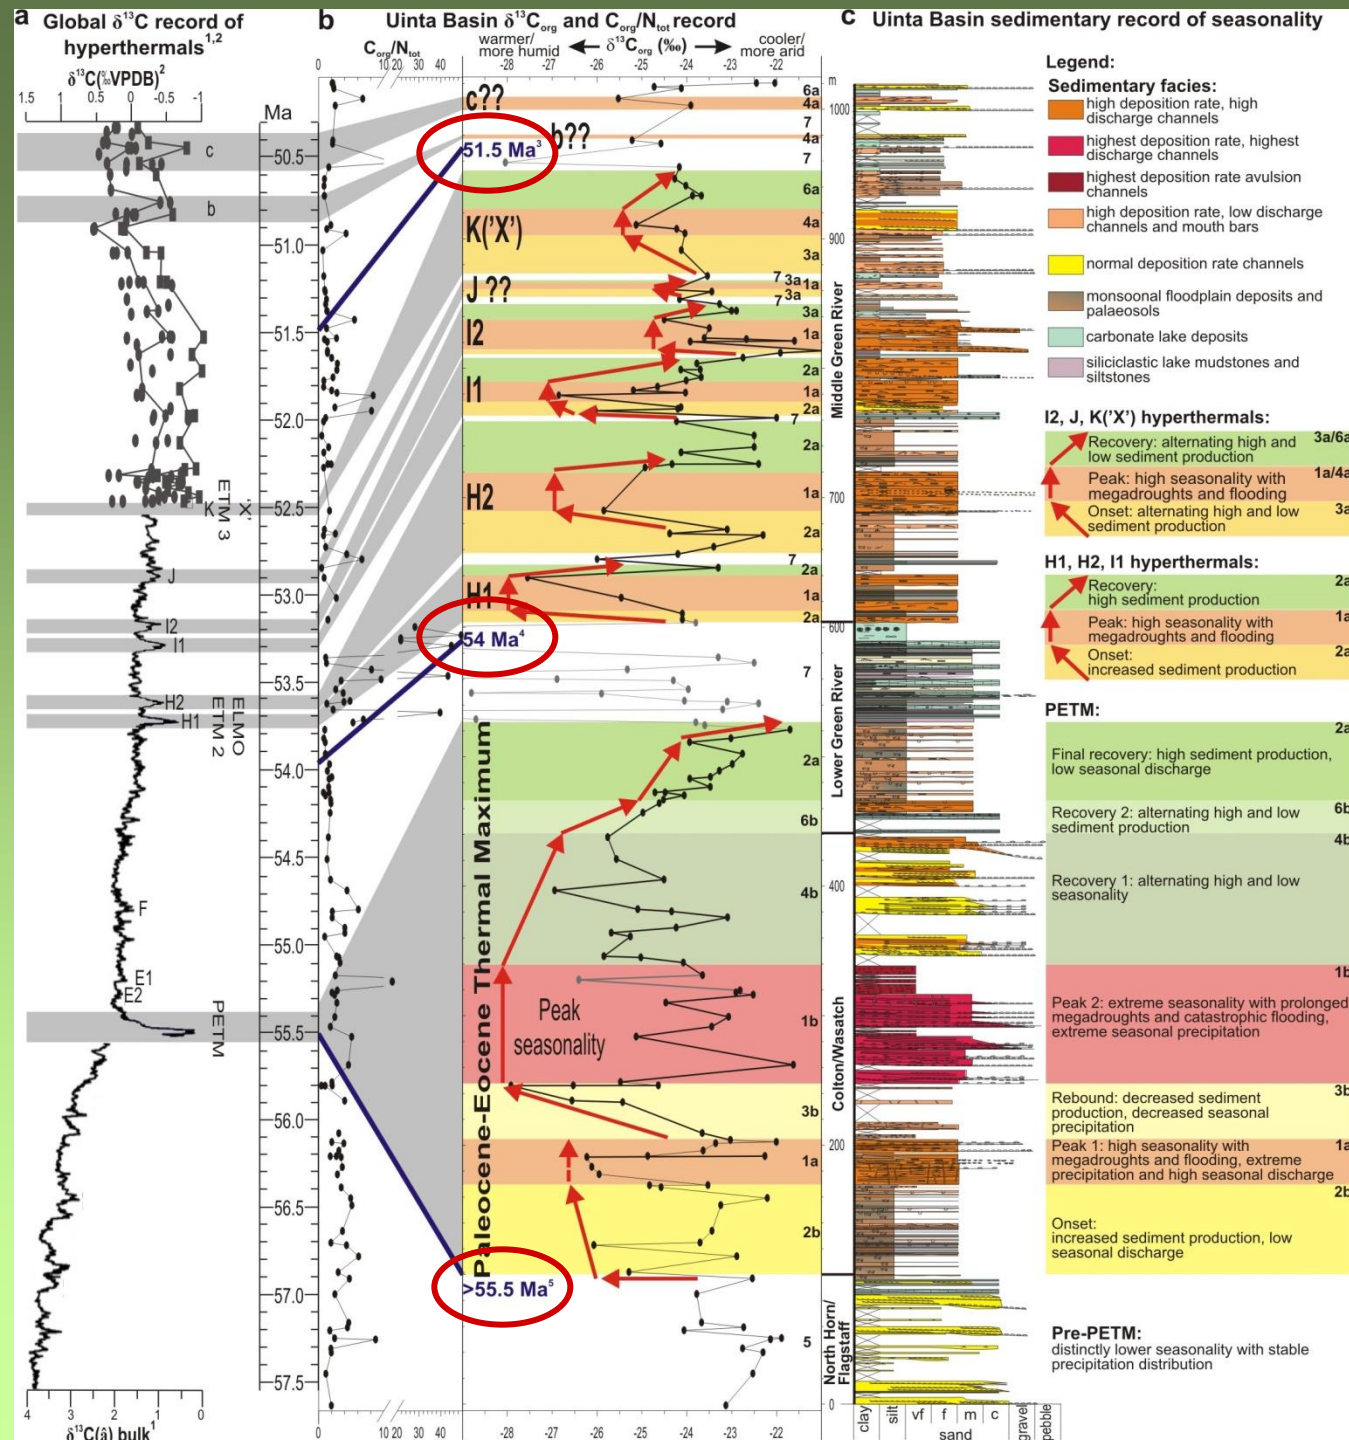 a Global δ¹³C record of
hyperthermals¹,²
δ¹³C(‰VPDB)²
1.5 0.5 0 -0.5 -1
Ma
c
50.5
b
51.0
51.5
52.0
ETM 3 'X'
K
52.5
J
53.0
I2
I1
53.5
H2
H1
ETM 2 ELMO
54.0
54.5
F
55.0
E1
E2
PETM
55.5
56.0
56.5
57.0
57.5
4 2 1 0
δ¹³C(â) bulk¹
b Uinta Basin δ¹³Corg and Corg/Ntot record
Corg/Ntot
0 10 20 40
warmer/
more humid
δ¹³Corg (‰)
cooler/
more arid
-28 -27 -26 -25 -24 -23 -22
m
c??
6a
4a
1000
7
b??
4a
51.5 Ma³
7
6a
K('X')
4a
900
3a
J ??
7 3a 1a
7 3a
3a
I2
1a
2a
I1
1a
2a
7
2a
H2
1a
700
2a
7
2a
H1
1a
2a
600
54 Ma⁴
7
Paleocene-Eocene Thermal Maximum
2a
6b
4b
400
Peak
seasonality
1b
3b
200
1a
2b
>55.5 Ma⁵
5
0
0 10 20 40
-28 -27 -26 -25 -24 -23 -22
Middle Green River
Lower Green River
Colton/Wasatch
North Horn/
Flagstaff
c Uinta Basin sedimentary record of seasonality
clay silt vf f m c gravel pebble
sand
Legend:
Sedimentary facies:
high deposition rate, high
discharge channels
highest deposition rate, highest
discharge channels
highest deposition rate avulsion
channels
high deposition rate, low discharge
channels and mouth bars
normal deposition rate channels
monsoonal floodplain deposits and
palaeosols
carbonate lake deposits
siliciclastic lake mudstones and
siltstones
I2, J, K('X') hyperthermals:
Recovery: alternating high and
low sediment production
3a/6a
Peak: high seasonality with
megadroughts and flooding
1a/4a
Onset: alternating high and low
sediment production
3a
H1, H2, I1 hyperthermals:
Recovery:
high sediment production
2a
Peak: high seasonality with
megadroughts and flooding
1a
Onset:
increased sediment production
2a
PETM:
2a
Final recovery: high sediment production,
low seasonal discharge
6b
Recovery 2: alternating high and low
sediment production
4b
Recovery 1: alternating high and low
seasonality
1b
Peak 2: extreme seasonality with prolonged
megadroughts and catastrophic flooding,
extreme seasonal precipitation
3b
Rebound: decreased sediment
production, decreased seasonal
precipitation
1a
Peak 1: high seasonality with
megadroughts and flooding, extreme
precipitation and high seasonal discharge
2b
Onset:
increased sediment production, low
seasonal discharge
Pre-PETM:
distinctly lower seasonality with stable
precipitation distribution